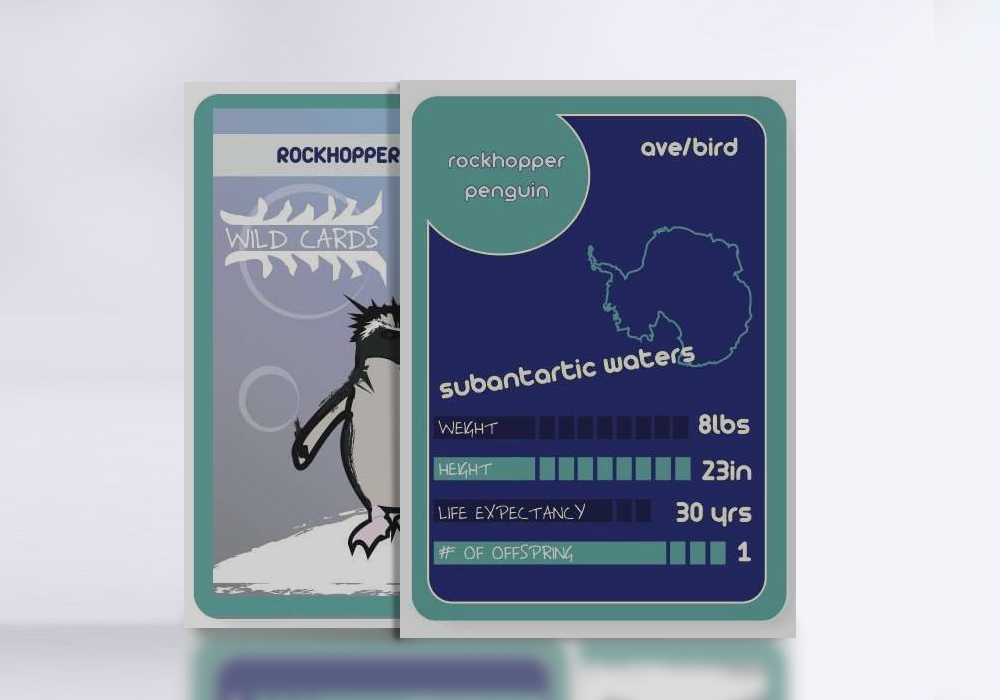 ROCKHOPPER
WILD CARDS
rockhopper
penguin
ave/bird
subantartic waters
WEIGHT 8lbs
HEIGHT 23in
LIFE EXPECTANCY 30 yrs
# OF OFFSPRING 1